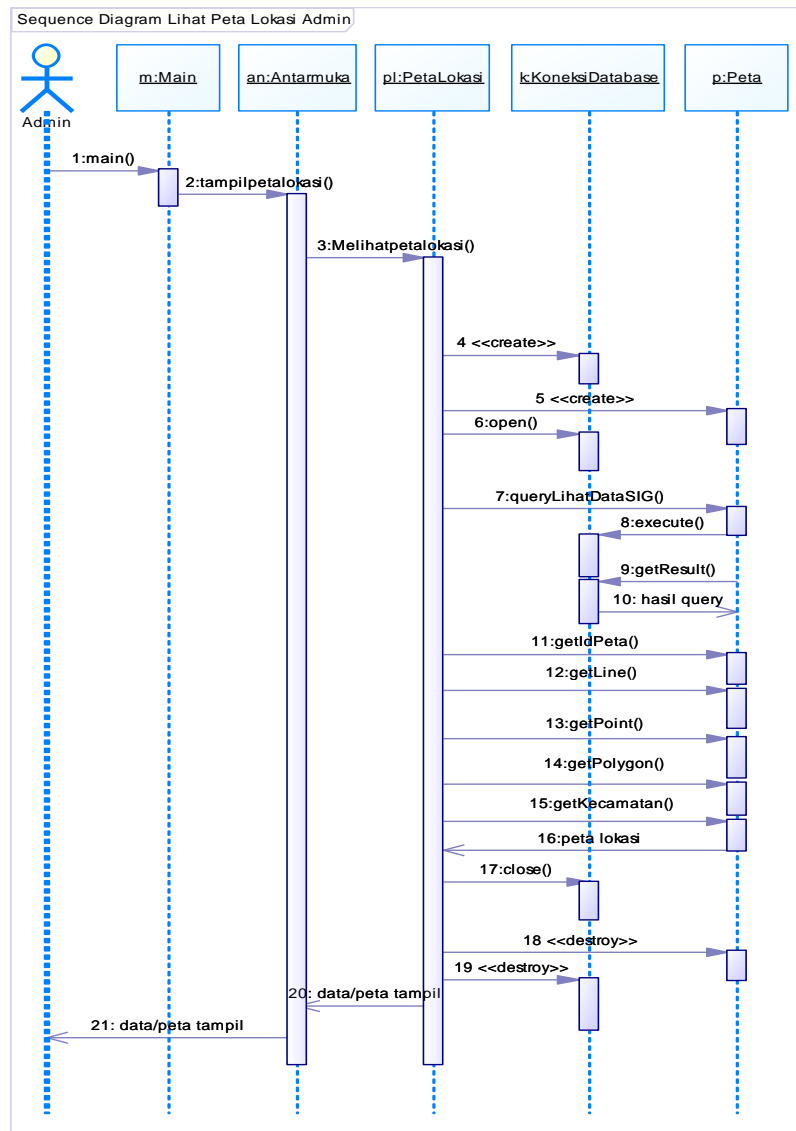 Sequence Diagram Lihat Peta Lokasi Admin
Admin
m:Main
an:Antarmuka
pl:PetaLokasi
k:KoneksiDatabase
p:Peta
1:main()
2:tampilpetalokasi()
3:Melihatpetalokasi()
4 <<create>>
5 <<create>>
6:open()
7:queryLihatDataSIG()
8:execute()
9:getResult()
10: hasil query
11:getIdPeta()
12:getLine()
13:getPoint()
14:getPolygon()
15:getKecamatan()
16:peta lokasi
17:close()
18 <<destroy>>
19 <<destroy>>
20: data/peta tampil
21: data/peta tampil